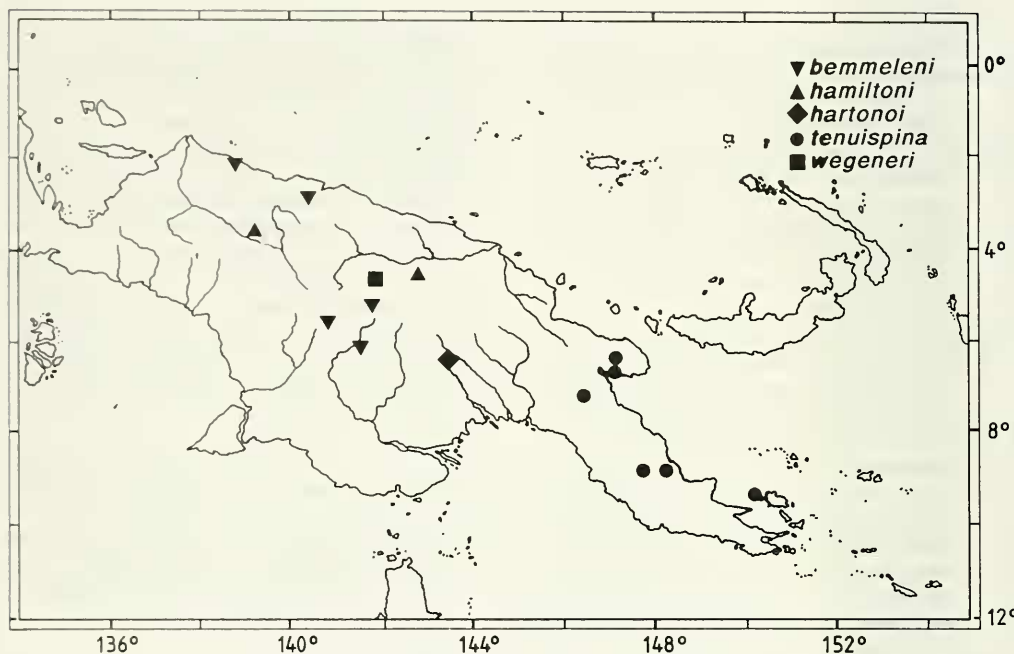 ▼ bemmeleni
▲ hamiltoni
◆ hartonoi
● tenuispina
■ wegeneri
0°
4°
8°
12°
136°
140°
144°
148°
152°